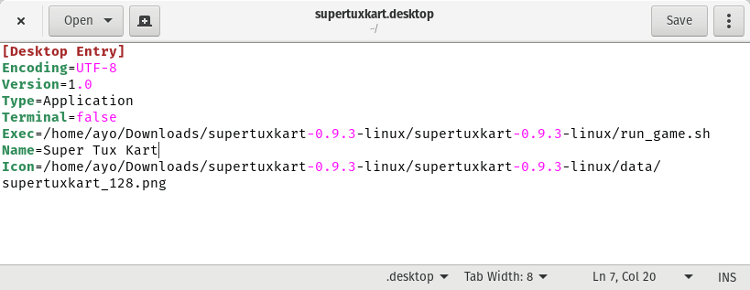 supertuxkart.desktop
~/
Open
Save
[Desktop Entry]
Encoding=UTF-8
Version=1.0
Type=Application
Terminal=false
Exec=/home/ayo/Downloads/supertuxkart-0.9.3-linux/supertuxkart-0.9.3-linux/run_game.sh
Name=Super Tux Kart
Icon=/home/ayo/Downloads/supertuxkart-0.9.3-linux/supertuxkart-0.9.3-linux/data/
supertuxkart_128.png
.desktop Tab Width: 8 Ln 7, Col 20 INS